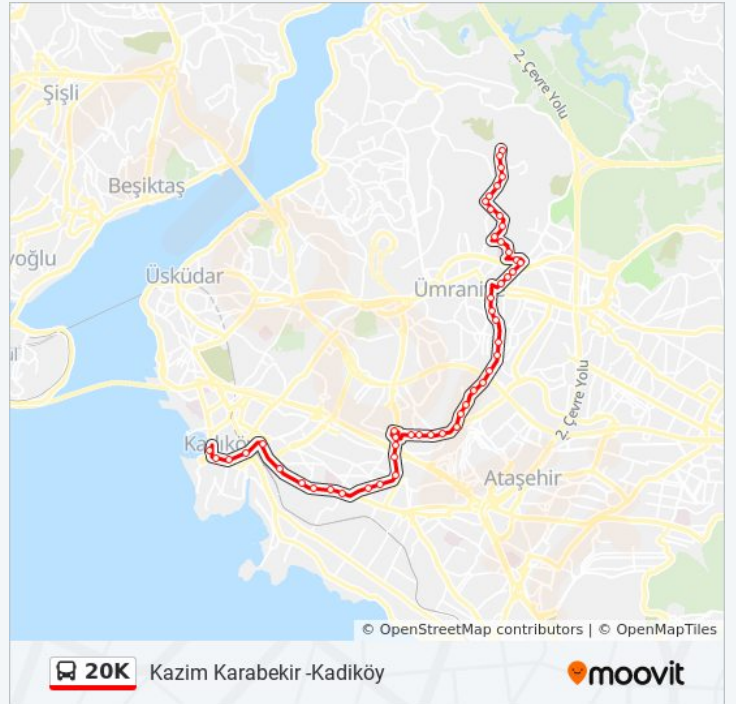 2. Çevre Yolu
Şişli
Beşiktaş
yoğlu
Üsküdar
Ümraniye
2. Çevre Yolu
Kadıköy
Ataşehir
© OpenStreetMap contributors | © OpenMapTiles
20K Kazim Karabekir -Kadiköy
moovit